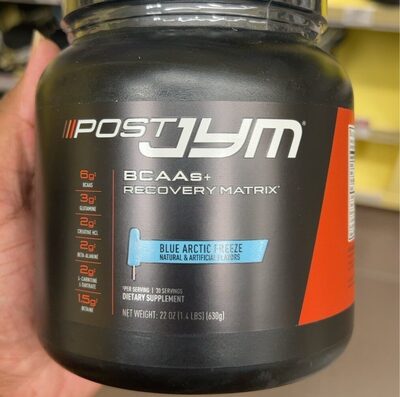 POST JYM®
BCAAs+
RECOVERY MATRIX
6g
BCAAS
3g
GLUTAMINE
2g
CREATINE HCL
2g
BETA-ALANINE
2g
L-CARNITINE
L-TARTRATE
1.5g
BETAINE
BLUE ARCTIC FREEZE
NATURAL & ARTIFICIAL FLAVORS
*PER SERVING | 30 SERVINGS
DIETARY SUPPLEMENT
NET WEIGHT: 22 OZ (1.4 LBS) (630g)